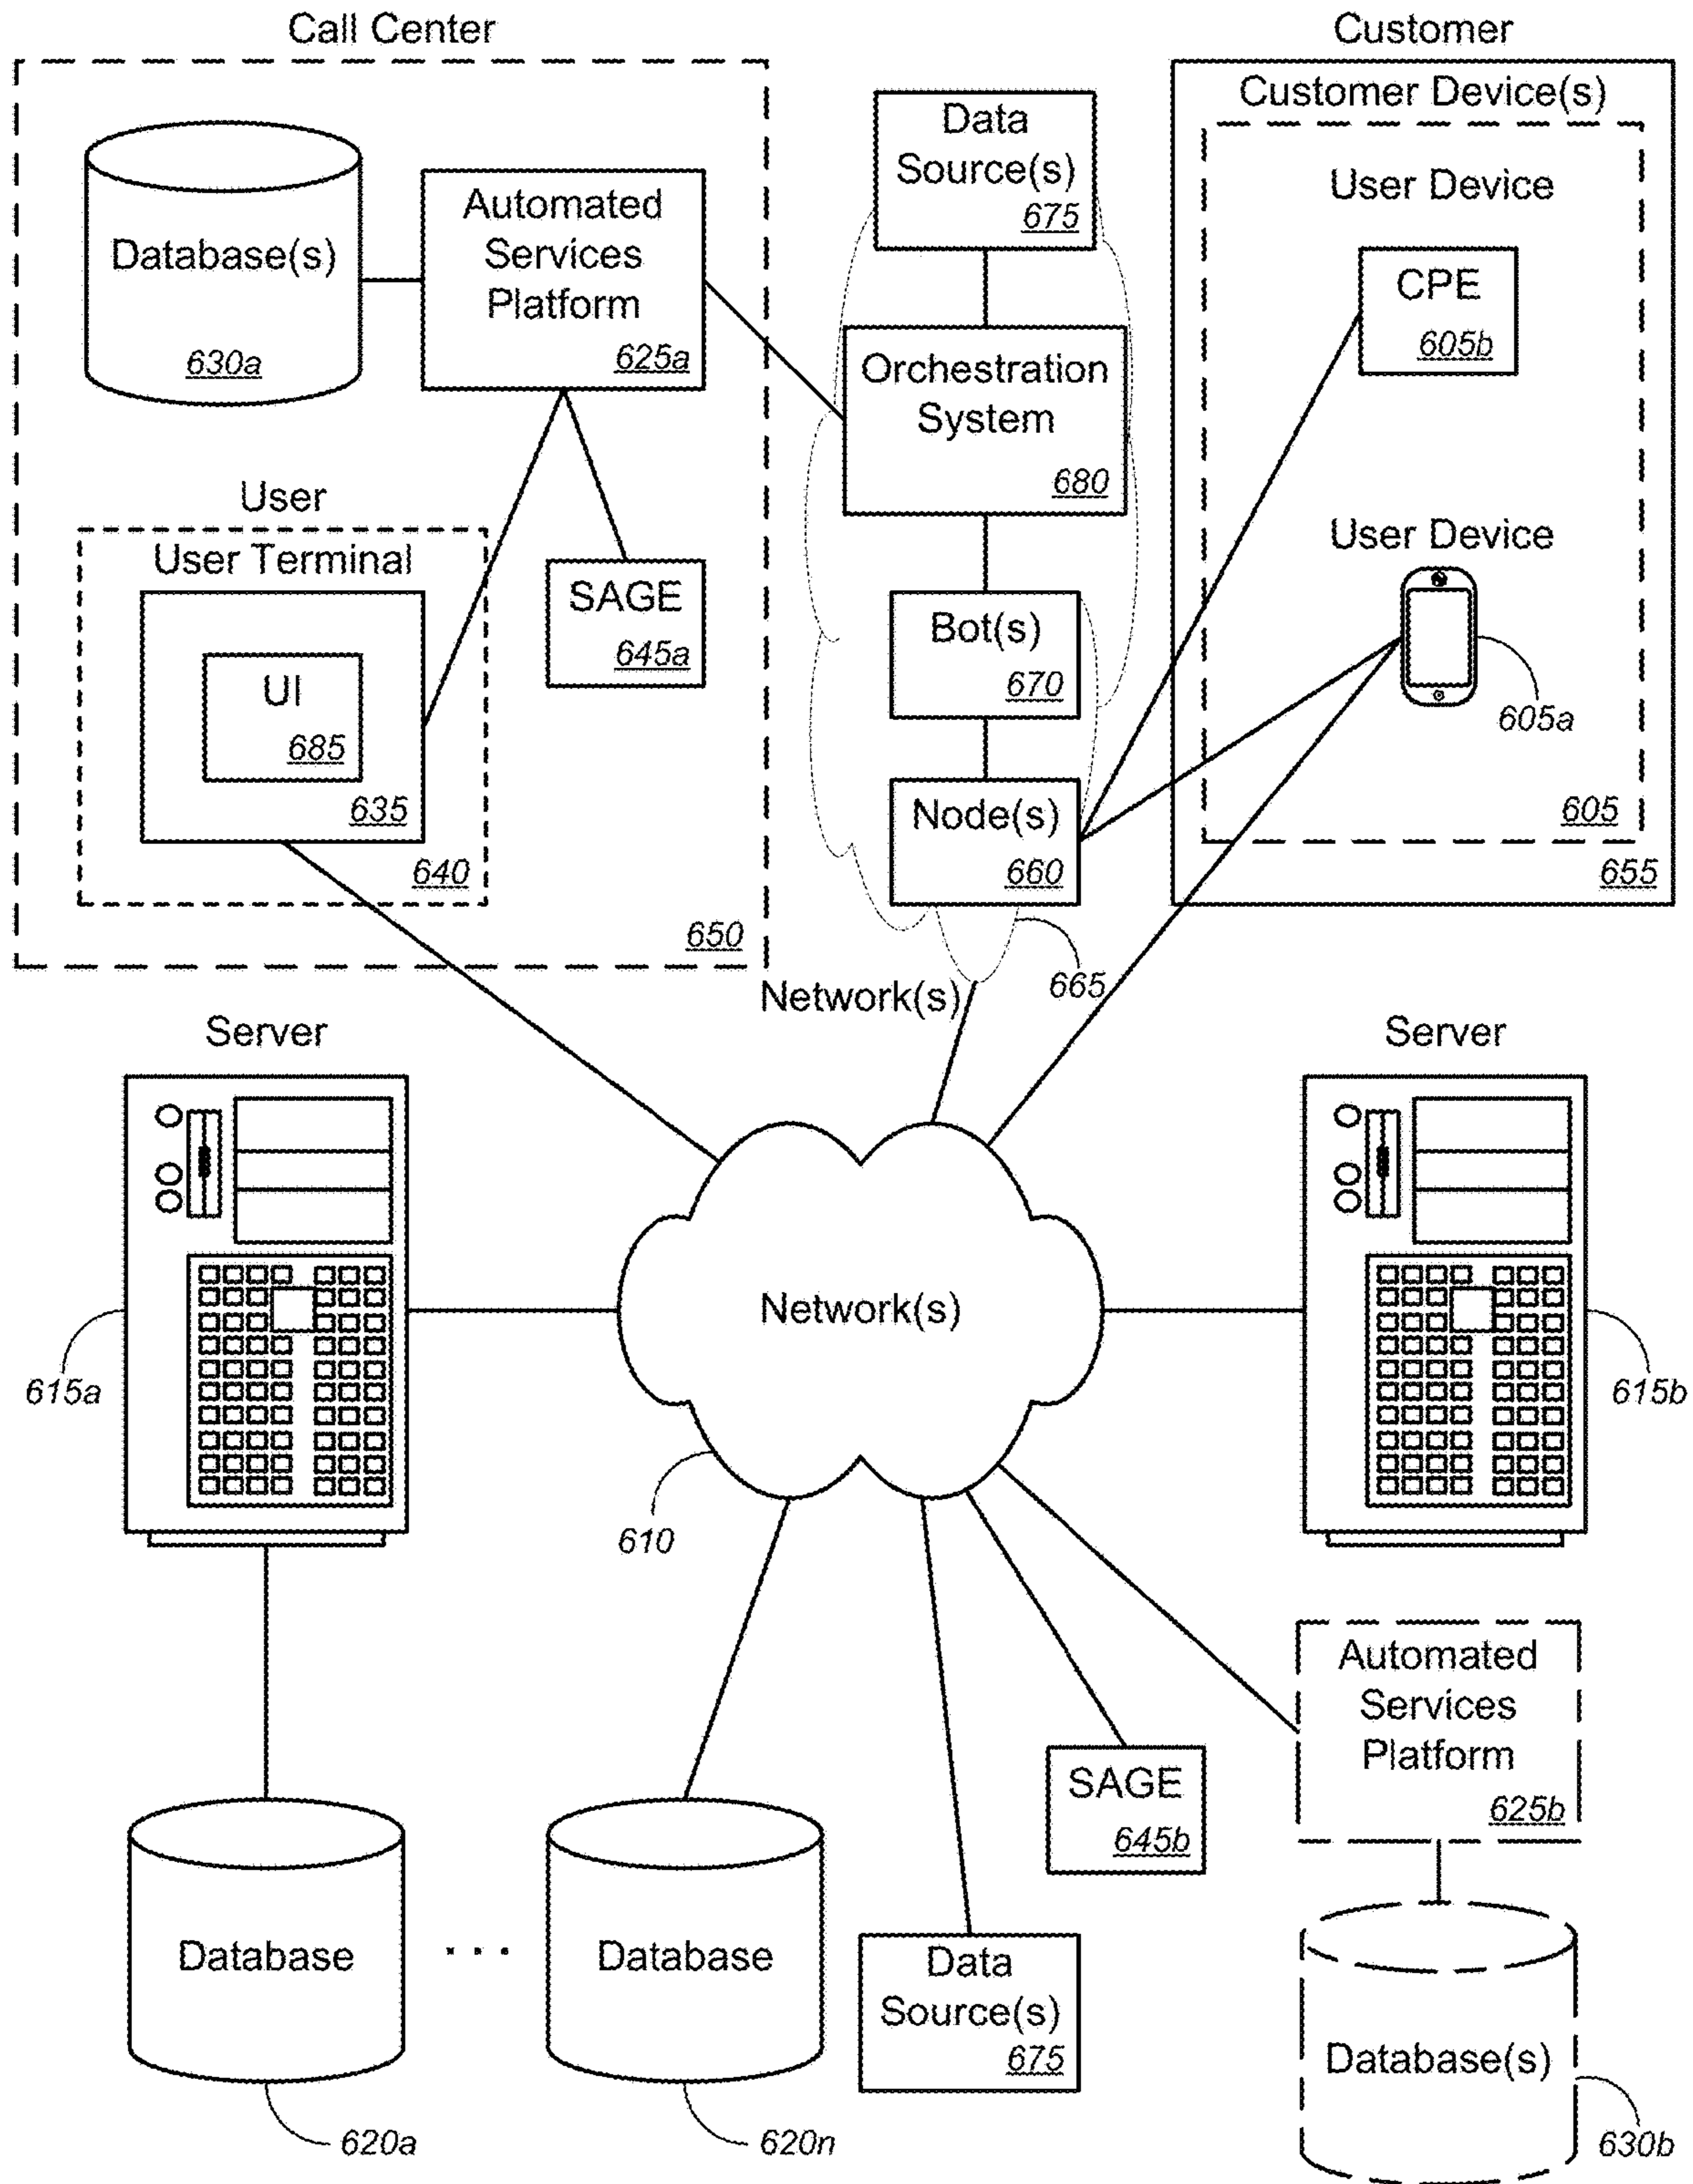 Call Center
Database(s)
630a
Automated
Services
Platform
625a
User
User Terminal
UI
685
635
640
SAGE
645a
650
Data
Source(s)
675
Orchestration
System
680
Bot(s)
670
Node(s)
660
665
Network(s)
Customer
Customer Device(s)
User Device
CPE
605b
User Device
605a
605
655
Server
615a
Network(s)
610
Server
615b
Database
620a
. . .
Database
620n
Data
Source(s)
675
SAGE
645b
Automated
Services
Platform
625b
Database(s)
630b